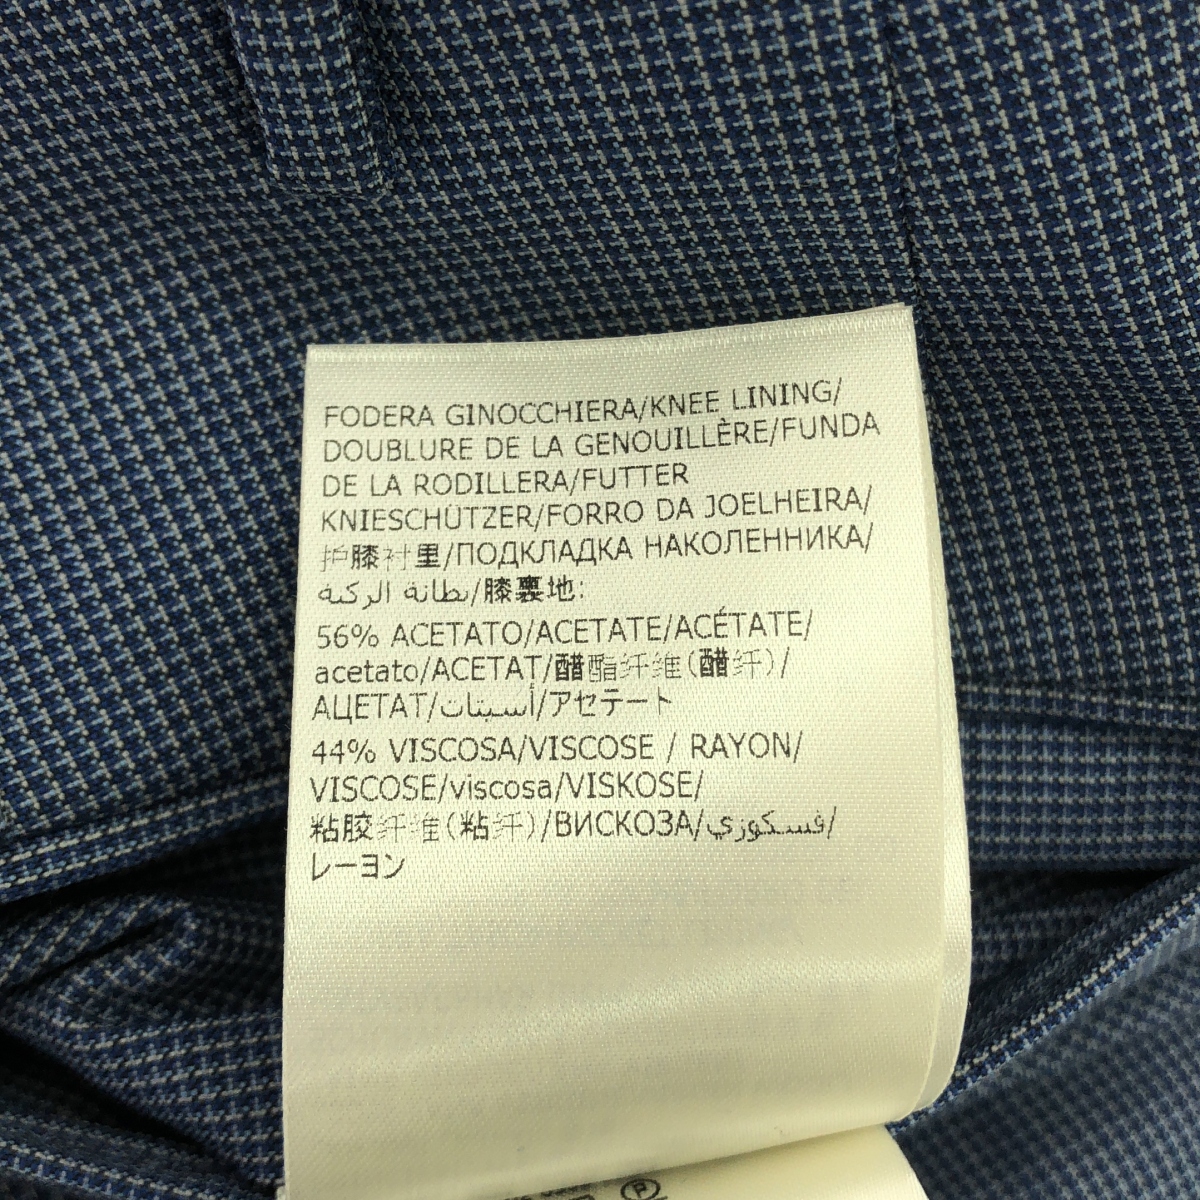 FODERA GINOCCHIERA/KNEE LINING/
DOUBLURE DE LA GENOUILLÈRE/FUNDA
DE LA RODILLERA/FUTTER
KNIESCHÜTZER/FORRO DA JOELHEIRA/
护膝衬里/ПОДКЛАДКА НАКОЛЕННИКА/
بطانة الركبة/膝裏地:
56% ACETATO/ACETATE/ACÉTATE/
acetato/ACETAT/醋酯纤维(醋纤)/
АЦЕТАТ/أسيتات/アセテート
44% VISCOSA/VISCOSE / RAYON/
VISCOSE/viscosa/VISKOSE/
粘胶纤维(粘纤)/ВИСКОЗА/فسكوزي/
レーヨン